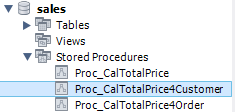 sales
Tables
Views
Stored Procedures
Proc_CalTotalPrice
Proc_CalTotalPrice4Customer
Proc_CalTotalPrice4Order